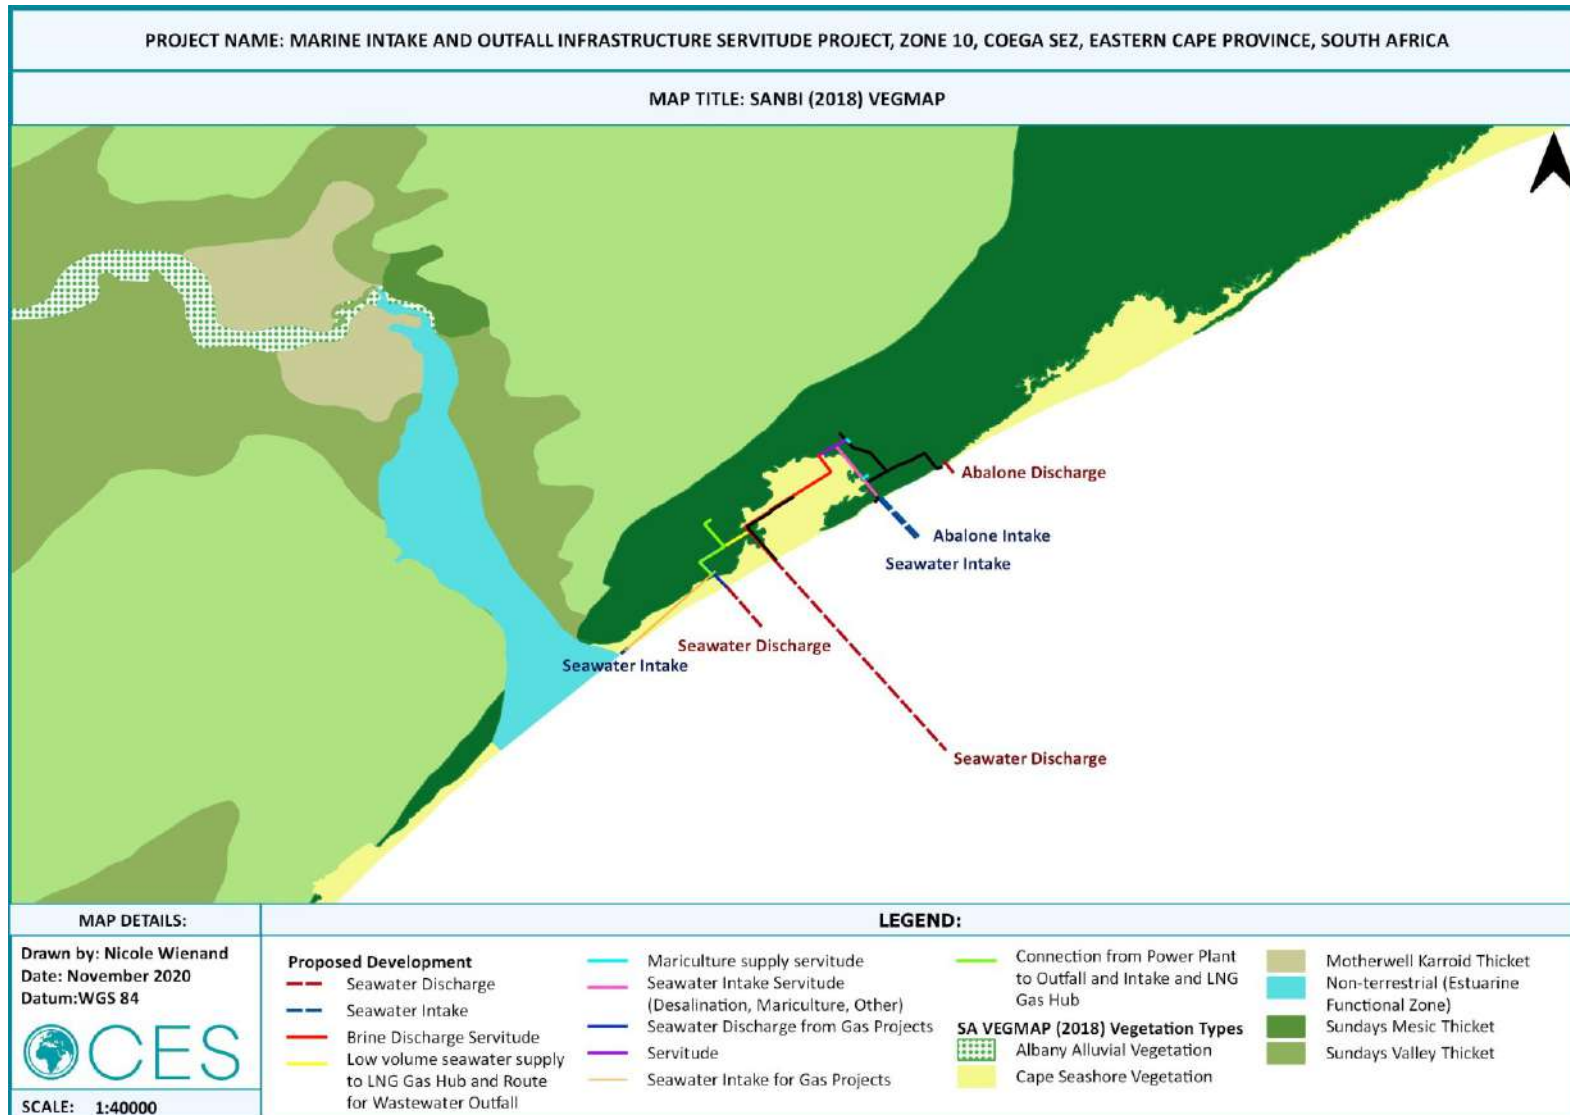 PROJECT NAME: MARINE INTAKE AND OUTFALL INFRASTRUCTURE SERVITUDE PROJECT, ZONE 10, COEGA SEZ, EASTERN CAPE PROVINCE, SOUTH AFRICA
MAP TITLE: SANBI (2018) VEGMAP
Abalone Discharge
Abalone Intake
Seawater Intake
Seawater Discharge
Seawater Intake
Seawater Discharge
MAP DETAILS:
Drawn by: Nicole Wienand
Date: November 2020
Datum:WGS 84
CES
SCALE: 1:40000
LEGEND:
Proposed Development
Seawater Discharge
Seawater Intake
Brine Discharge Servitude
Low volume seawater supply
to LNG Gas Hub and Route
for Wastewater Outfall
Mariculture supply servitude
Seawater Intake Servitude
(Desalination, Mariculture, Other)
Seawater Discharge from Gas Projects
Servitude
Seawater Intake for Gas Projects
Connection from Power Plant
to Outfall and Intake and LNG
Gas Hub
SA VEGMAP (2018) Vegetation Types
Albany Alluvial Vegetation
Cape Seashore Vegetation
Motherwell Karroid Thicket
Non-terrestrial (Estuarine
Functional Zone)
Sundays Mesic Thicket
Sundays Valley Thicket